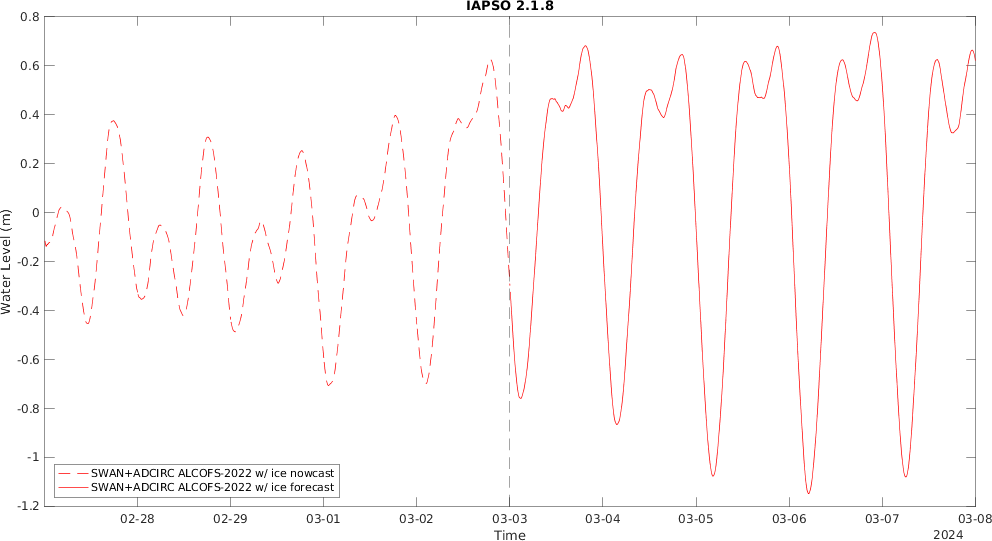 IAPSO 2.1.8
0.8
0.6
0.4
0.2
0
-0.2
-0.4
-0.6
-0.8
-1
-1.2
Water Level (m)
SWAN+ADCIRC ALCOFS-2022 w/ ice nowcast
SWAN+ADCIRC ALCOFS-2022 w/ ice forecast
02-28 02-29 03-01 03-02 03-03 03-04 03-05 03-06 03-07 03-08
Time
2024